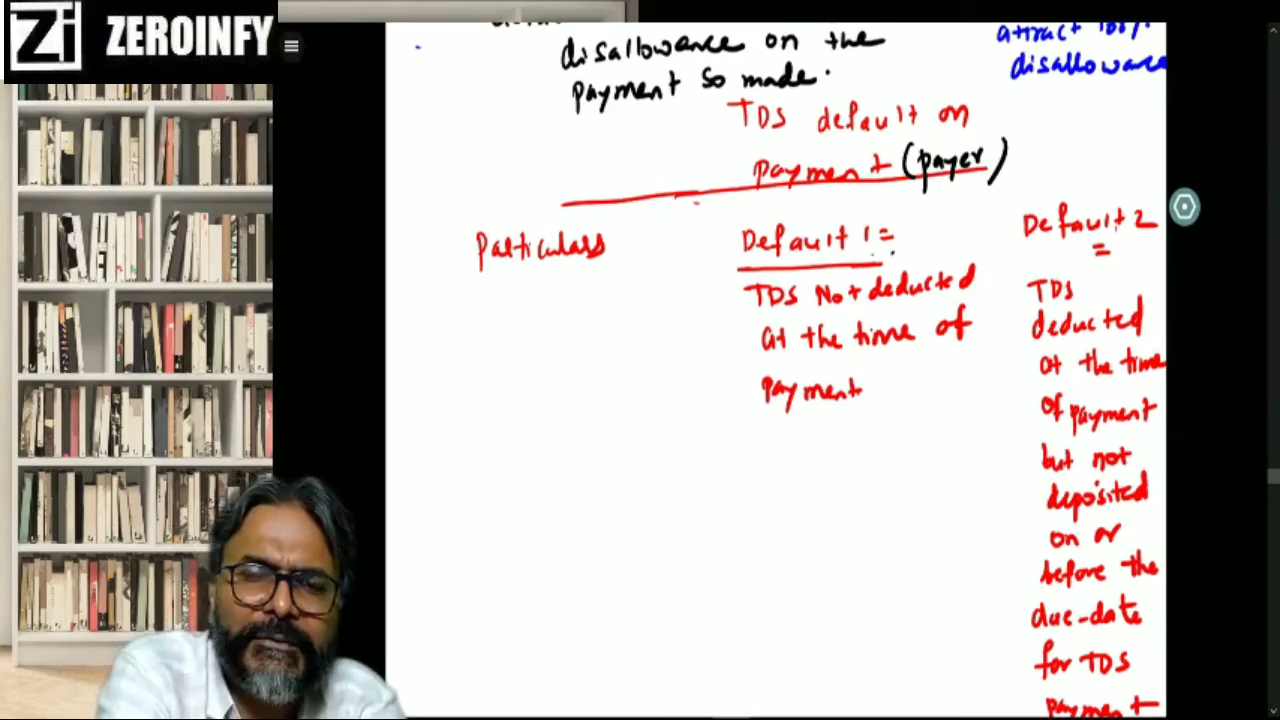 Zi ZEROINFY
disallowance on the
payment so made.
attract 100%
disallowance
TDS default on
payment (payer)
Particulars
Default 1 =
TDS Not deducted
at the time of
payment
Default 2
=
TDS
deducted
at the time
of payment
but not
deposited
on or
before the
due-date
for TDS
payment